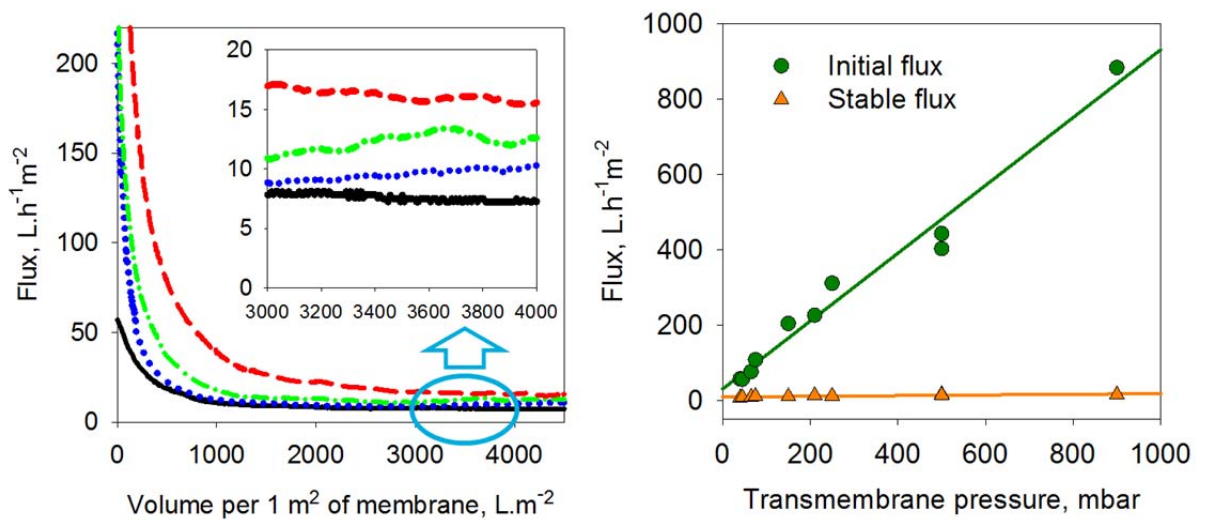 200
150
100
50
0
Flux, L.h⁻¹m⁻²
0 1000 2000 3000 4000
Volume per 1 m² of membrane, L.m⁻²
20
15
10
5
0
3000 3200 3400 3600 3800 4000
1000
800
600
400
200
0
Flux, L.h⁻¹m⁻²
Initial flux
Stable flux
0 200 400 600 800 1000
Transmembrane pressure, mbar